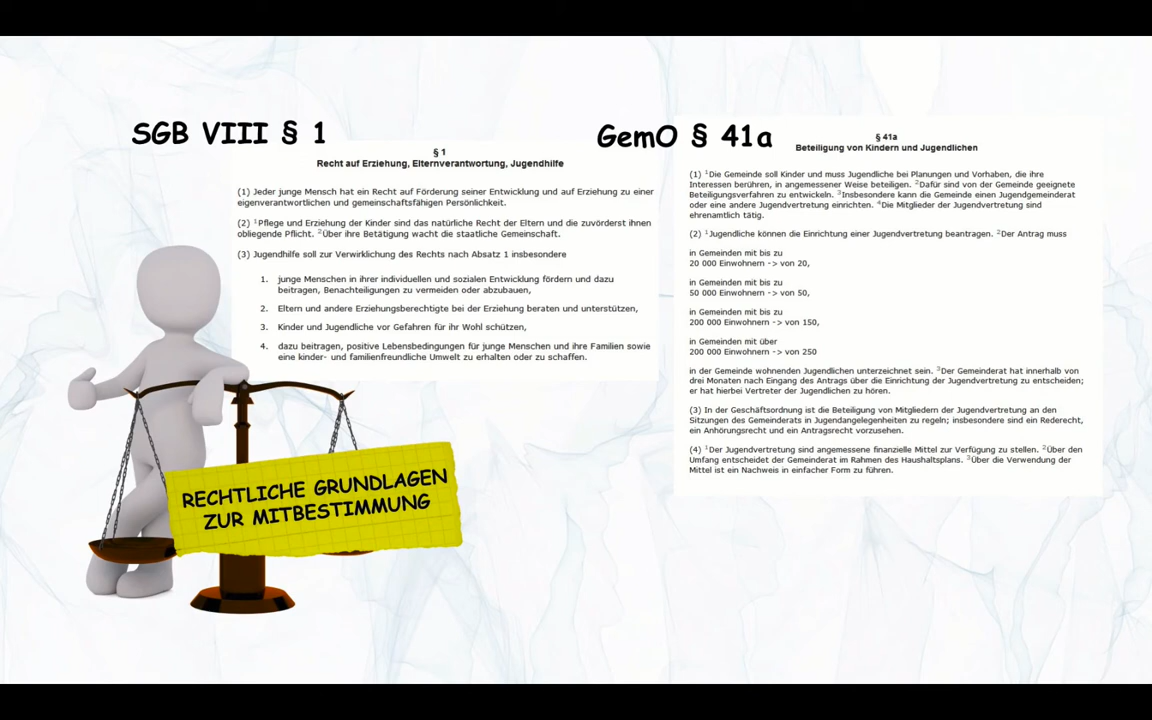 SGB VIII § 1
§ 1
Recht auf Erziehung, Elternverantwortung, Jugendhilfe
(1) Jeder junge Mensch hat ein Recht auf Förderung seiner Entwicklung und auf Erziehung zu einer
eigenverantwortlichen und gemeinschaftsfähigen Persönlichkeit.
(2) ¹Pflege und Erziehung der Kinder sind das natürliche Recht der Eltern und die zuvörderst ihnen
obliegende Pflicht. ²Über ihre Betätigung wacht die staatliche Gemeinschaft.
(3) Jugendhilfe soll zur Verwirklichung des Rechts nach Absatz 1 insbesondere
1. junge Menschen in ihrer individuellen und sozialen Entwicklung fördern und dazu
beitragen, Benachteiligungen zu vermeiden oder abzubauen,
2. Eltern und andere Erziehungsberechtigte bei der Erziehung beraten und unterstützen,
3. Kinder und Jugendliche vor Gefahren für ihr Wohl schützen,
4. dazu beitragen, positive Lebensbedingungen für junge Menschen und ihre Familien sowie
eine kinder- und familienfreundliche Umwelt zu erhalten oder zu schaffen.
RECHTLICHE GRUNDLAGEN
ZUR MITBESTIMMUNG
GemO § 41a
§ 41a
Beteiligung von Kindern und Jugendlichen
(1) ¹Die Gemeinde soll Kinder und muss Jugendliche bei Planungen und Vorhaben, die ihre
Interessen berühren, in angemessener Weise beteiligen. ²Dafür sind von der Gemeinde geeignete
Beteiligungsverfahren zu entwickeln. ³Insbesondere kann die Gemeinde einen Jugendgemeinderat
oder eine andere Jugendvertretung einrichten. ⁴Die Mitglieder der Jugendvertretung sind
ehrenamtlich tätig.
(2) ¹Jugendliche können die Einrichtung einer Jugendvertretung beantragen. ²Der Antrag muss
in Gemeinden mit bis zu
20 000 Einwohnern -> von 20,
in Gemeinden mit bis zu
50 000 Einwohnern -> von 50,
in Gemeinden mit bis zu
200 000 Einwohnern -> von 150,
in Gemeinden mit über
200 000 Einwohnern -> von 250
in der Gemeinde wohnenden Jugendlichen unterzeichnet sein. ³Der Gemeinderat hat innerhalb von
drei Monaten nach Eingang des Antrags über die Einrichtung der Jugendvertretung zu entscheiden;
er hat hierbei Vertreter der Jugendlichen zu hören.
(3) In der Geschäftsordnung ist die Beteiligung von Mitgliedern der Jugendvertretung an den
Sitzungen des Gemeinderats in Jugendangelegenheiten zu regeln; insbesondere sind ein Rederecht,
ein Anhörungsrecht und ein Antragsrecht vorzusehen.
(4) ¹Der Jugendvertretung sind angemessene finanzielle Mittel zur Verfügung zu stellen. ²Über den
Umfang entscheidet der Gemeinderat im Rahmen des Haushaltsplans. ³Über die Verwendung der
Mittel ist ein Nachweis in einfacher Form zu führen.